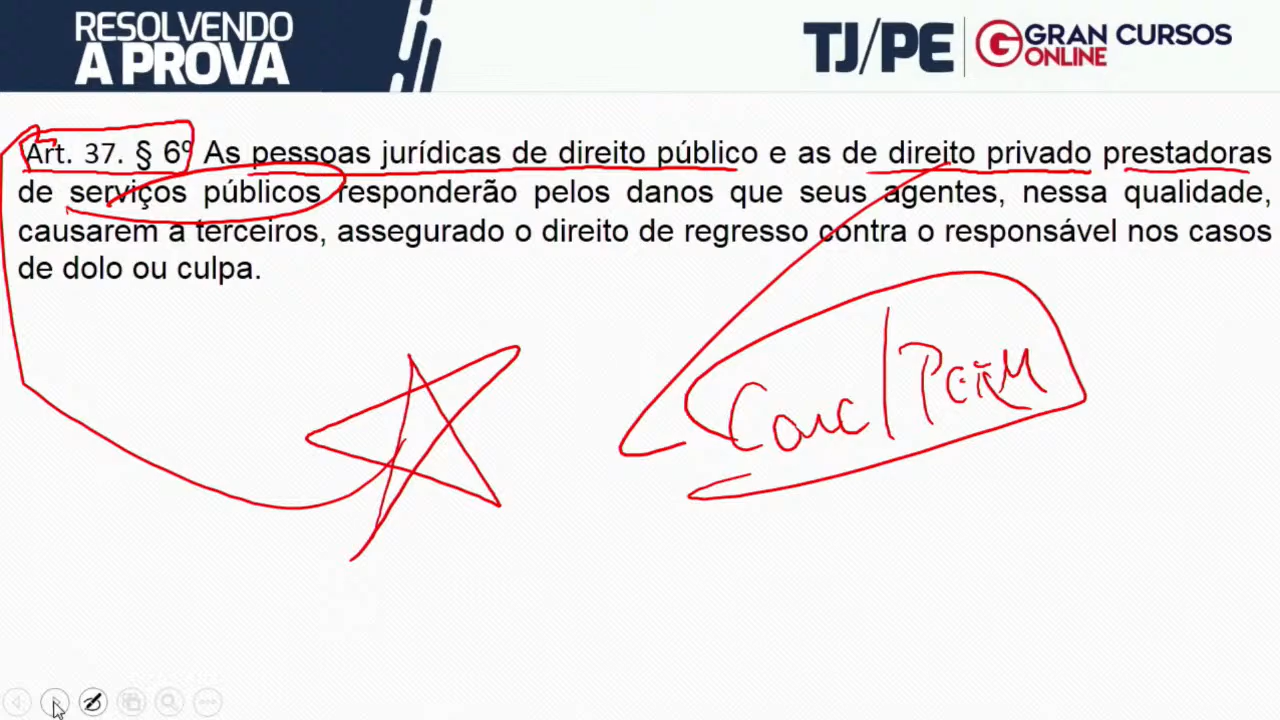 RESOLVENDO
A PROVA
TJ/PE
GRAN CURSOS
ONLINE
Art. 37. § 6º As pessoas jurídicas de direito público e as de direito privado prestadoras
de serviços públicos responderão pelos danos que seus agentes, nessa qualidade,
causarem a terceiros, assegurado o direito de regresso contra o responsável nos casos
de dolo ou culpa.
Conc/PERM